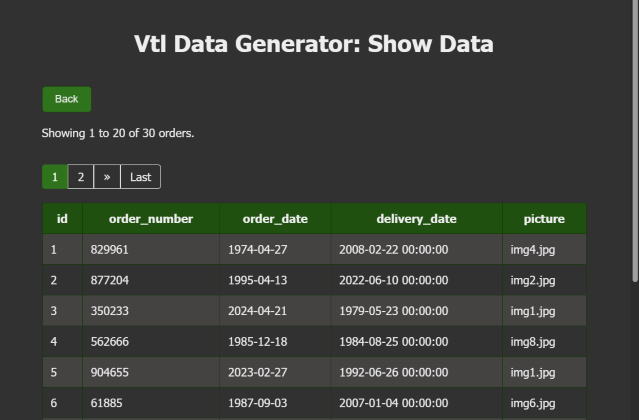 Vtl Data Generator: Show Data
Back
Showing 1 to 20 of 30 orders.
1 2 » Last
id order_number order_date delivery_date picture
1 829961 1974-04-27 2008-02-22 00:00:00 img4.jpg
2 877204 1995-04-13 2022-06-10 00:00:00 img2.jpg
3 350233 2024-04-21 1979-05-23 00:00:00 img1.jpg
4 562666 1985-12-18 1984-08-25 00:00:00 img8.jpg
5 904655 2023-02-27 1992-06-26 00:00:00 img1.jpg
6 61885 1987-09-03 2007-01-04 00:00:00 img6.jpg